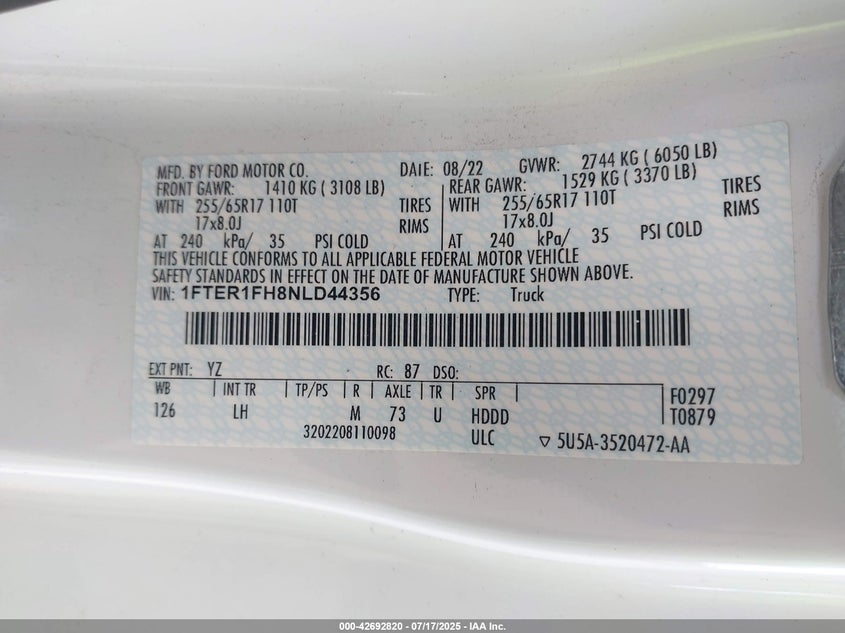 MFD. BY FORD MOTOR CO. DAIE: 08/22 GVWR: 2744 KG ( 6050 LB)
FRONT GAWR: 1410 KG ( 3108 LB) REAR GAWR: 1529 KG ( 3370 LB)
WITH 255/65R17 110T TIRES WITH 255/65R17 110T TIRES
17x8.0J RIMS 17x8.0J RIMS
AT 240 kPa/ 35 PSI COLD AT 240 kPa/ 35 PSI COLD
THIS VEHICLE CONFORMS TO ALL APPLICABLE FEDERAL MOTOR VEHICLE
SAFETY STANDARDS IN EFFECT ON THE DATE OF MANUFACTURE SHOWN ABOVE.
VIN: 1FTER1FH8NLD44356 TYPE: Truck
EXT PNT: YZ RC: 87 DSO:
WB INT TR TP/PS R AXLE TR SPR F0297
126 LH M 73 U HDDD T0879
3202208110098 ULC ▽ 5U5A-3520472-AA
000-42692820 / 07/17/2025 - IAA Inc.